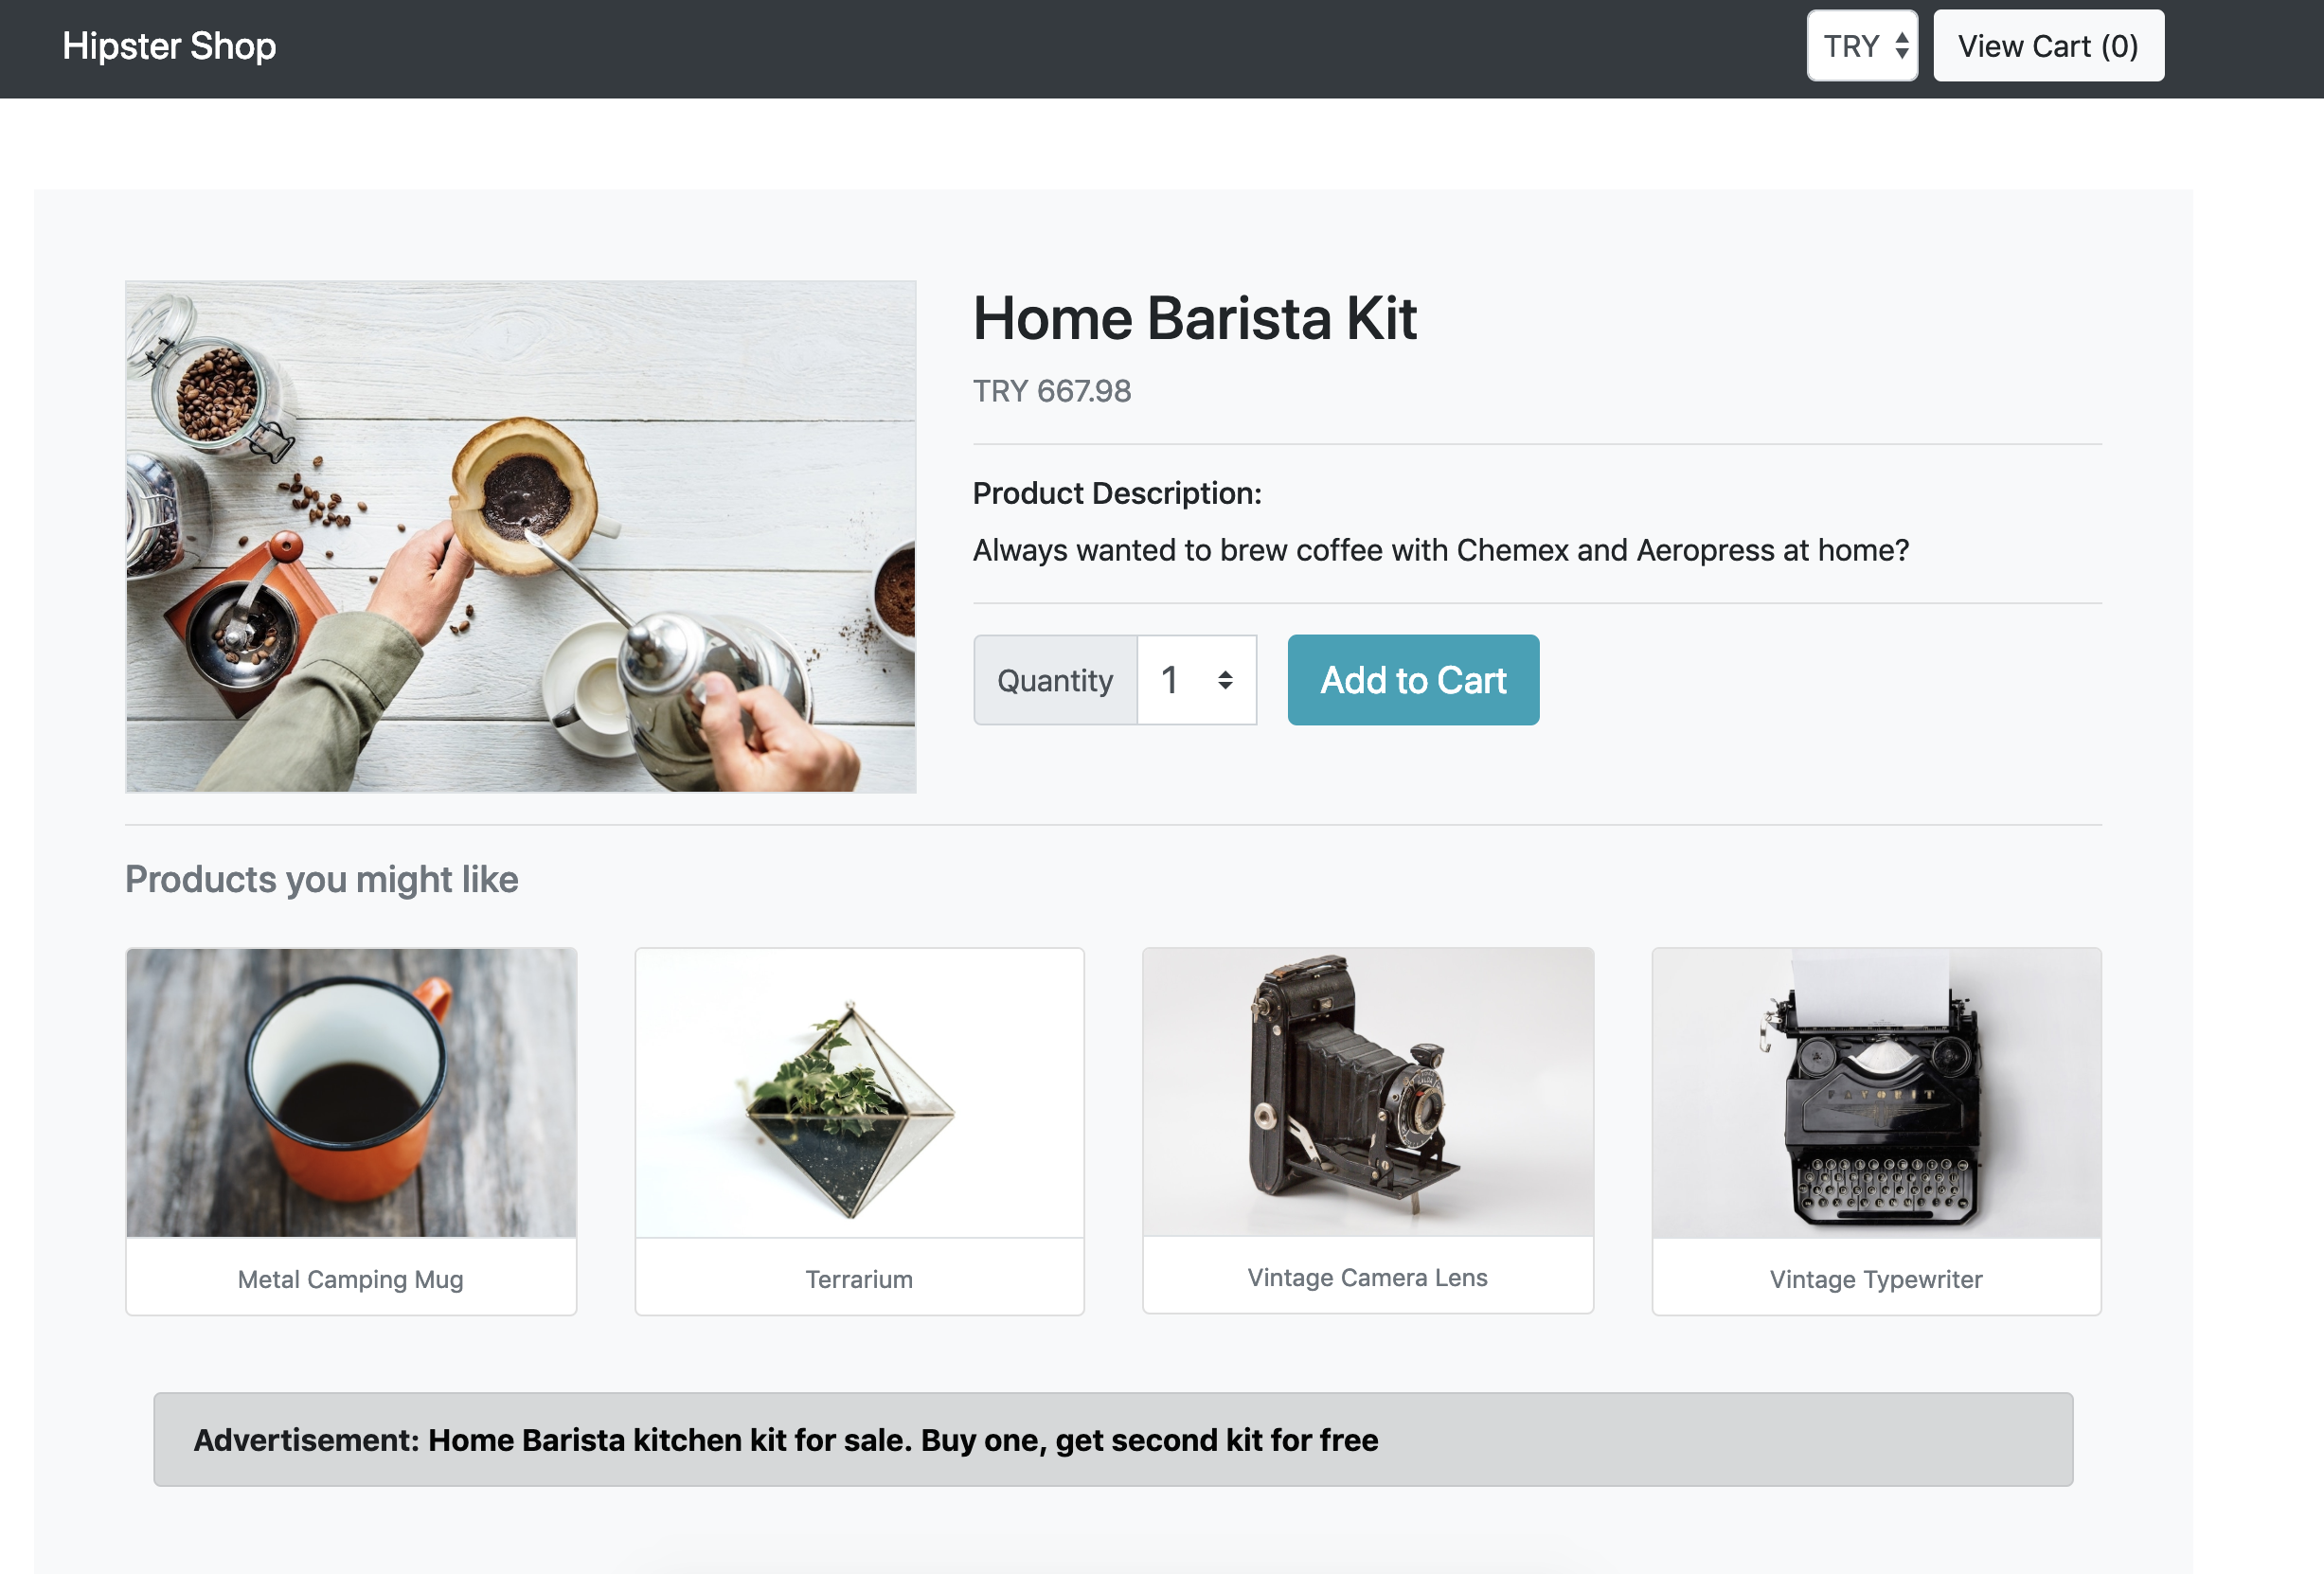 Hipster Shop
TRY
View Cart (0)
Home Barista Kit
TRY 667.98
Product Description:
Always wanted to brew coffee with Chemex and Aeropress at home?
Quantity
1
Add to Cart
Products you might like
Metal Camping Mug
Terrarium
Vintage Camera Lens
Vintage Typewriter
Advertisement: Home Barista kitchen kit for sale. Buy one, get second kit for free